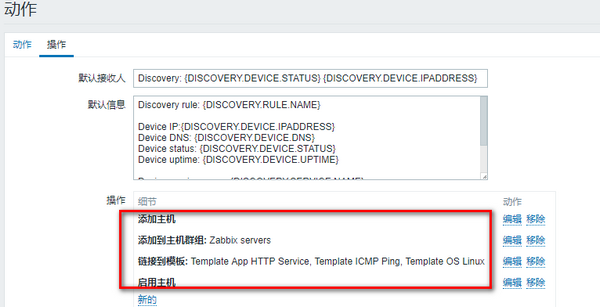 动作
动作 操作
默认接收人 Discovery: {DISCOVERY.DEVICE.STATUS} {DISCOVERY.DEVICE.IPADDRESS}
默认信息 Discovery rule: {DISCOVERY.RULE.NAME}
Device IP:{DISCOVERY.DEVICE.IPADDRESS}
Device DNS: {DISCOVERY.DEVICE.DNS}
Device status: {DISCOVERY.DEVICE.STATUS}
Device uptime: {DISCOVERY.DEVICE.UPTIME}
操作 细节 动作
添加主机 编辑 移除
添加到主机群组: Zabbix servers 编辑 移除
链接到模板: Template App HTTP Service, Template ICMP Ping, Template OS Linux 编辑 移除
启用主机 编辑 移除
新的